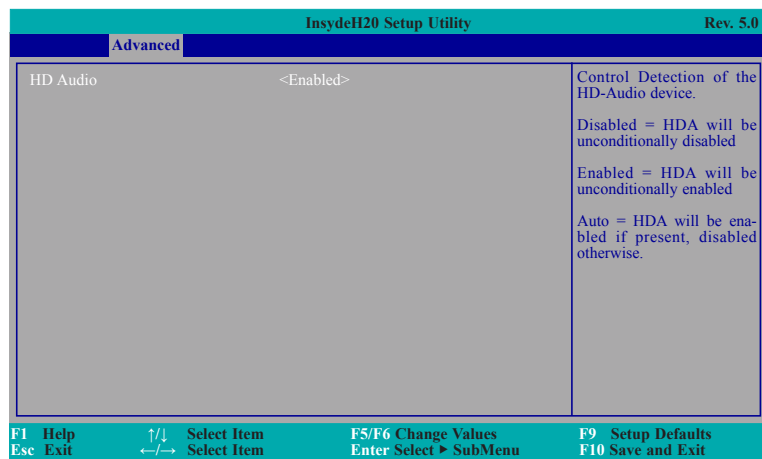 InsydeH20 Setup Utility Rev. 5.0
Advanced
HD Audio <Enabled>
Control Detection of the
HD-Audio device.
Disabled = HDA will be
unconditionally disabled
Enabled = HDA will be
unconditionally enabled
Auto = HDA will be ena-
bled if present, disabled
otherwise.
F1 Help ↑/↓ Select Item F5/F6 Change Values F9 Setup Defaults
Esc Exit ←/→ Select Item Enter Select ▶ SubMenu F10 Save and Exit